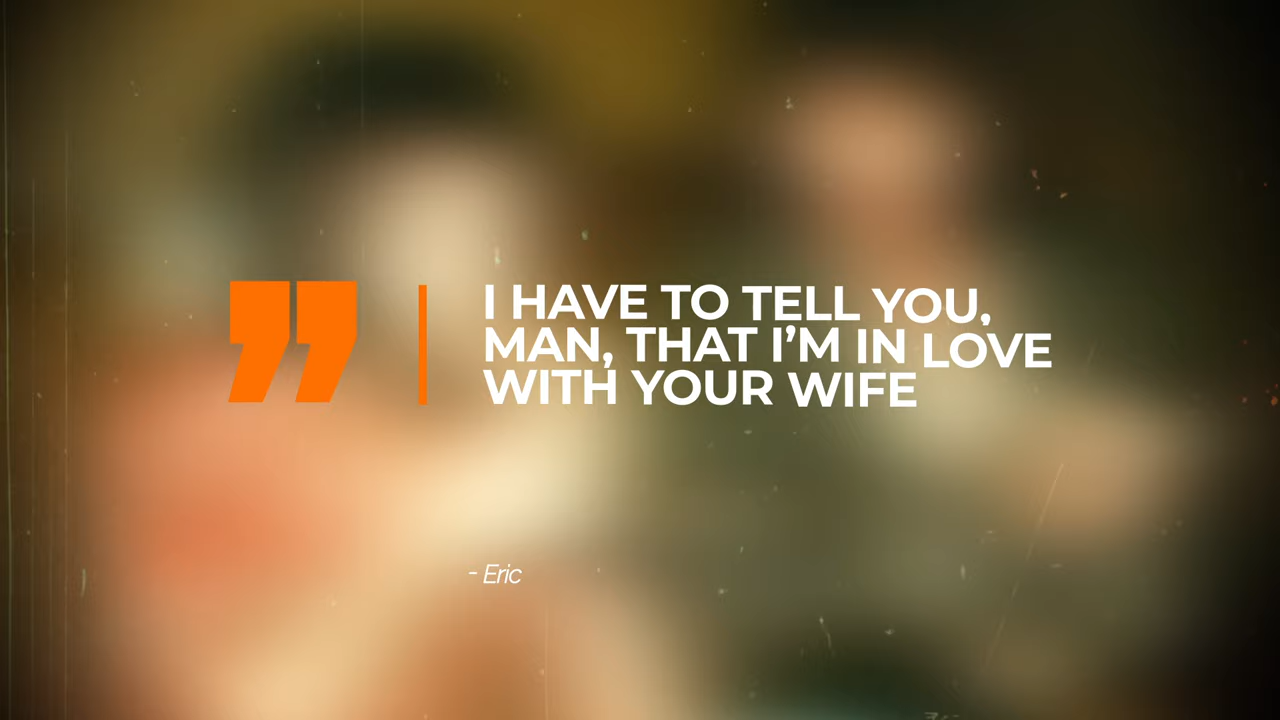 ”
I HAVE TO TELL YOU,
MAN, THAT I’M IN LOVE
WITH YOUR WIFE
- Eric